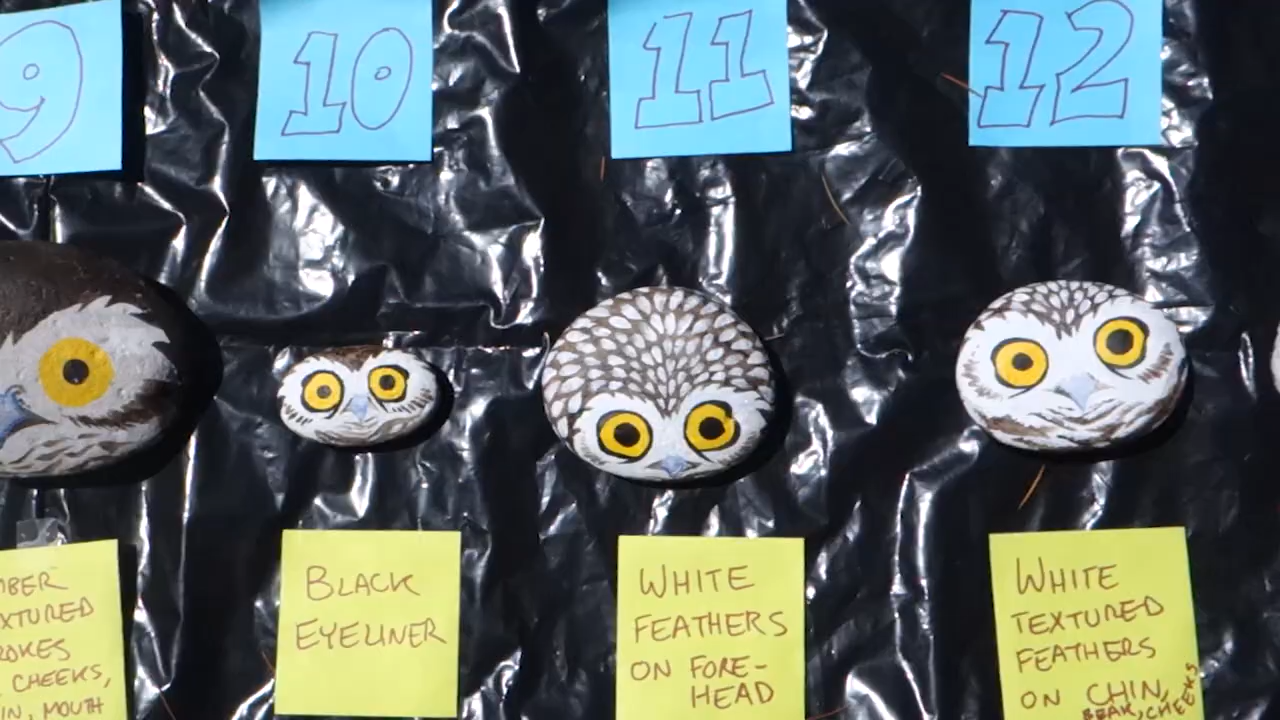 9
10
11
12
BLACK
EYELINER
WHITE
FEATHERS
ON FORE-
HEAD
WHITE
TEXTURED
FEATHERS
ON CHIN,
BEAK, CHEEKS
CHEEKS,
MOUTH